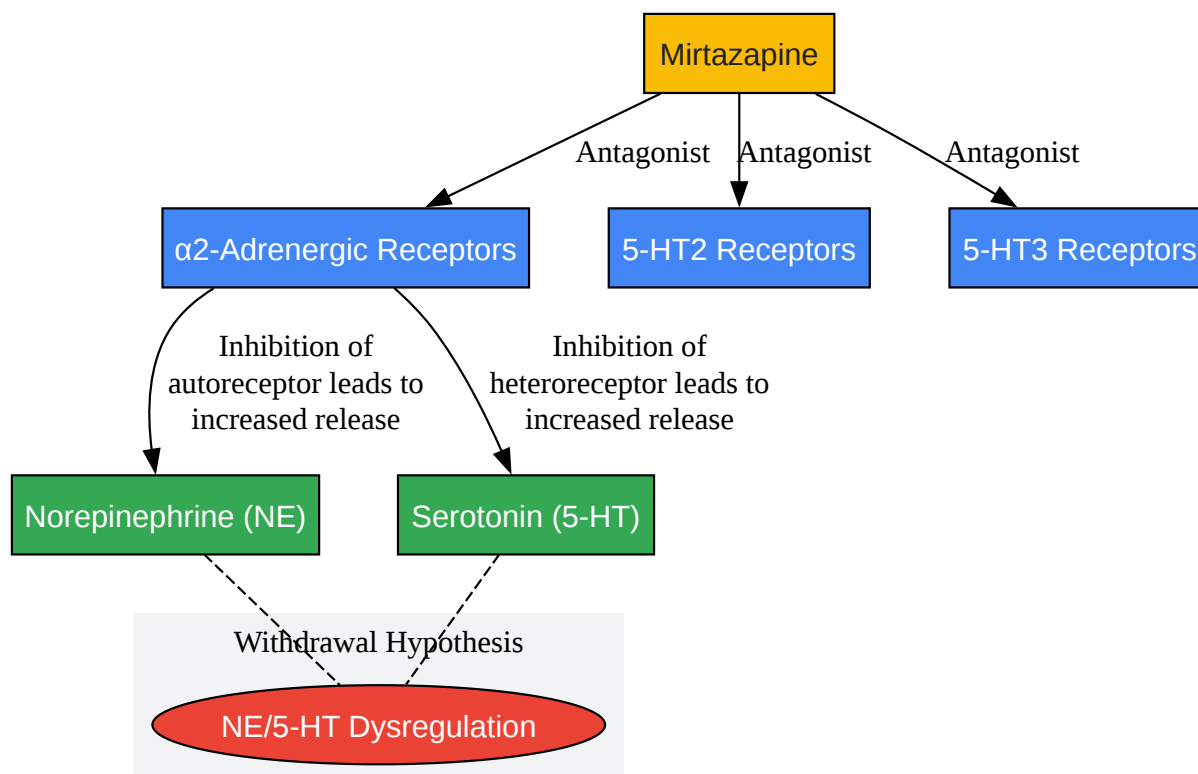 Mirtazapine
Antagonist
Antagonist
Antagonist
α2-Adrenergic Receptors
5-HT2 Receptors
5-HT3 Receptors
Inhibition of
autoreceptor leads to
increased release
Inhibition of
heteroreceptor leads to
increased release
Norepinephrine (NE)
Serotonin (5-HT)
Withdrawal Hypothesis
NE/5-HT Dysregulation